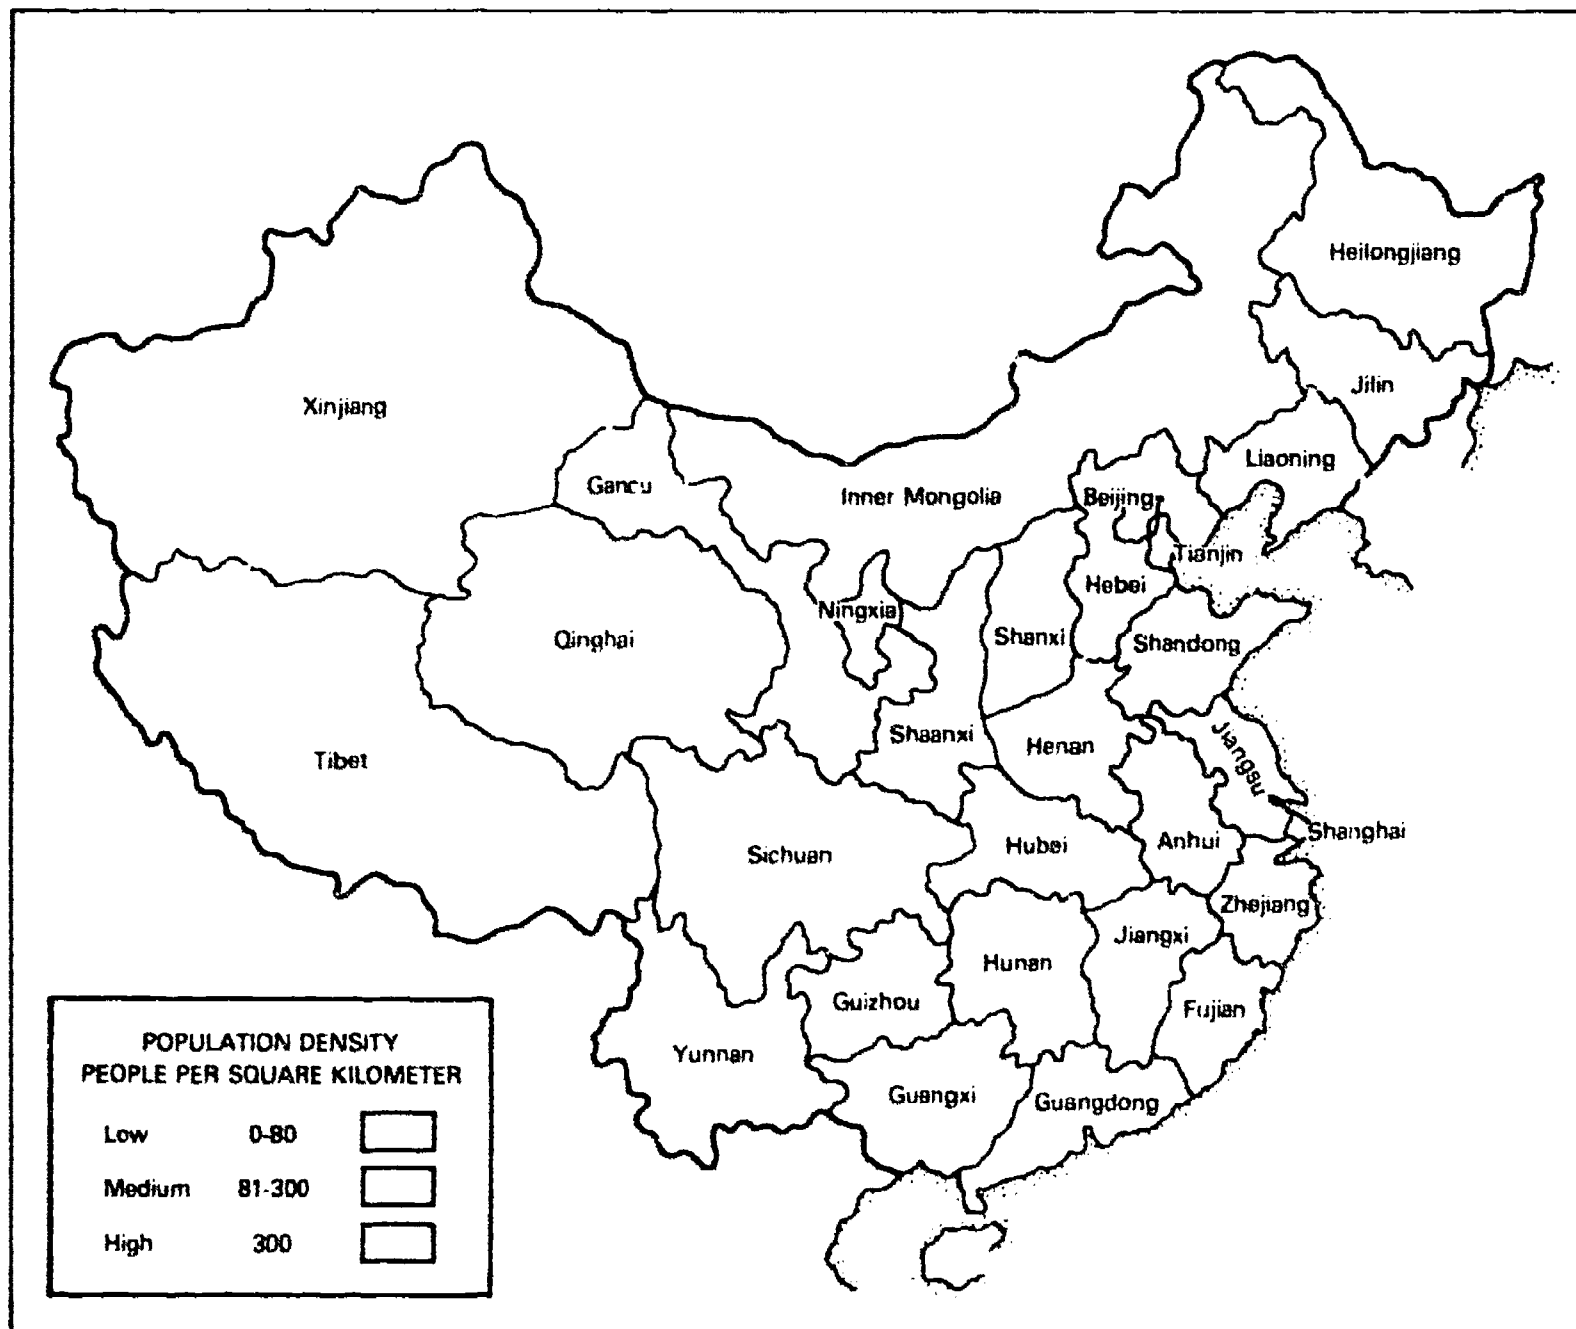 Heilongjiang
Jilin
Xinjiang
Liaoning
Gancu
Inner Mongolia
Beijing
Tianjin
Hebei
Ningxia
Qinghai
Shanxi
Shandong
Shaanxi
Henan
Jiangsu
Tibet
Shanghai
Sichuan
Hubei
Anhui
Zhejiang
Jiangxi
Hunan
Guizhou
Fujian
Yunnan
Guangxi
Guangdong
POPULATION DENSITY
PEOPLE PER SQUARE KILOMETER
Low 0-80
Medium 81-300
High 300